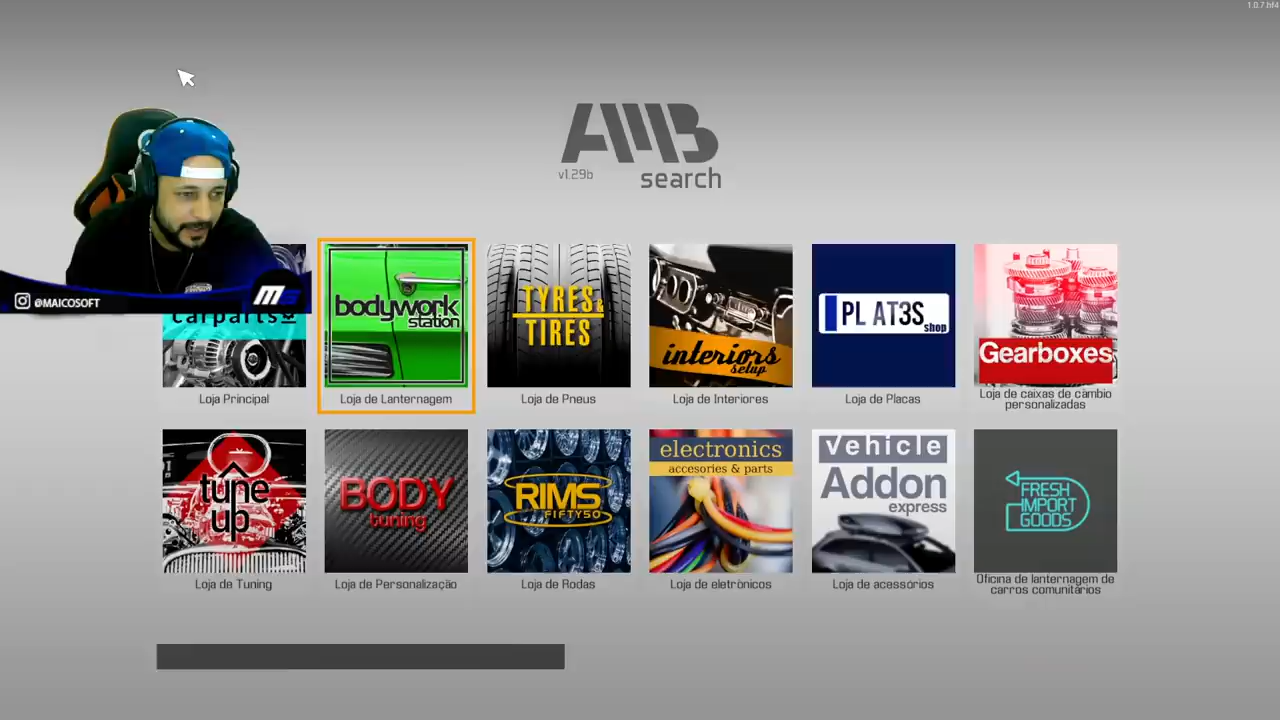 1.0.7.hf4
AMB
v1.29b
search
@MAICOSOFT
MS
carparts
bodywork
station
TYRES&
TIRES
interiors
setup
PL AT3S
shop
Gearboxes
Loja Principal
Loja de Lanternagem
Loja de Pneus
Loja de Interiores
Loja de Placas
Loja de caixas de câmbio
personalizadas
tune
up
BODY
tuning
RIMS
FIFTY50
electronics
accesories & parts
vehicle
Addon
express
FRESH
IMPORT
GOODS
Loja de Tuning
Loja de Personalização
Loja de Rodas
Loja de eletrônicos
Loja de acessórios
Oficina de lanternagem de
carros comunitários